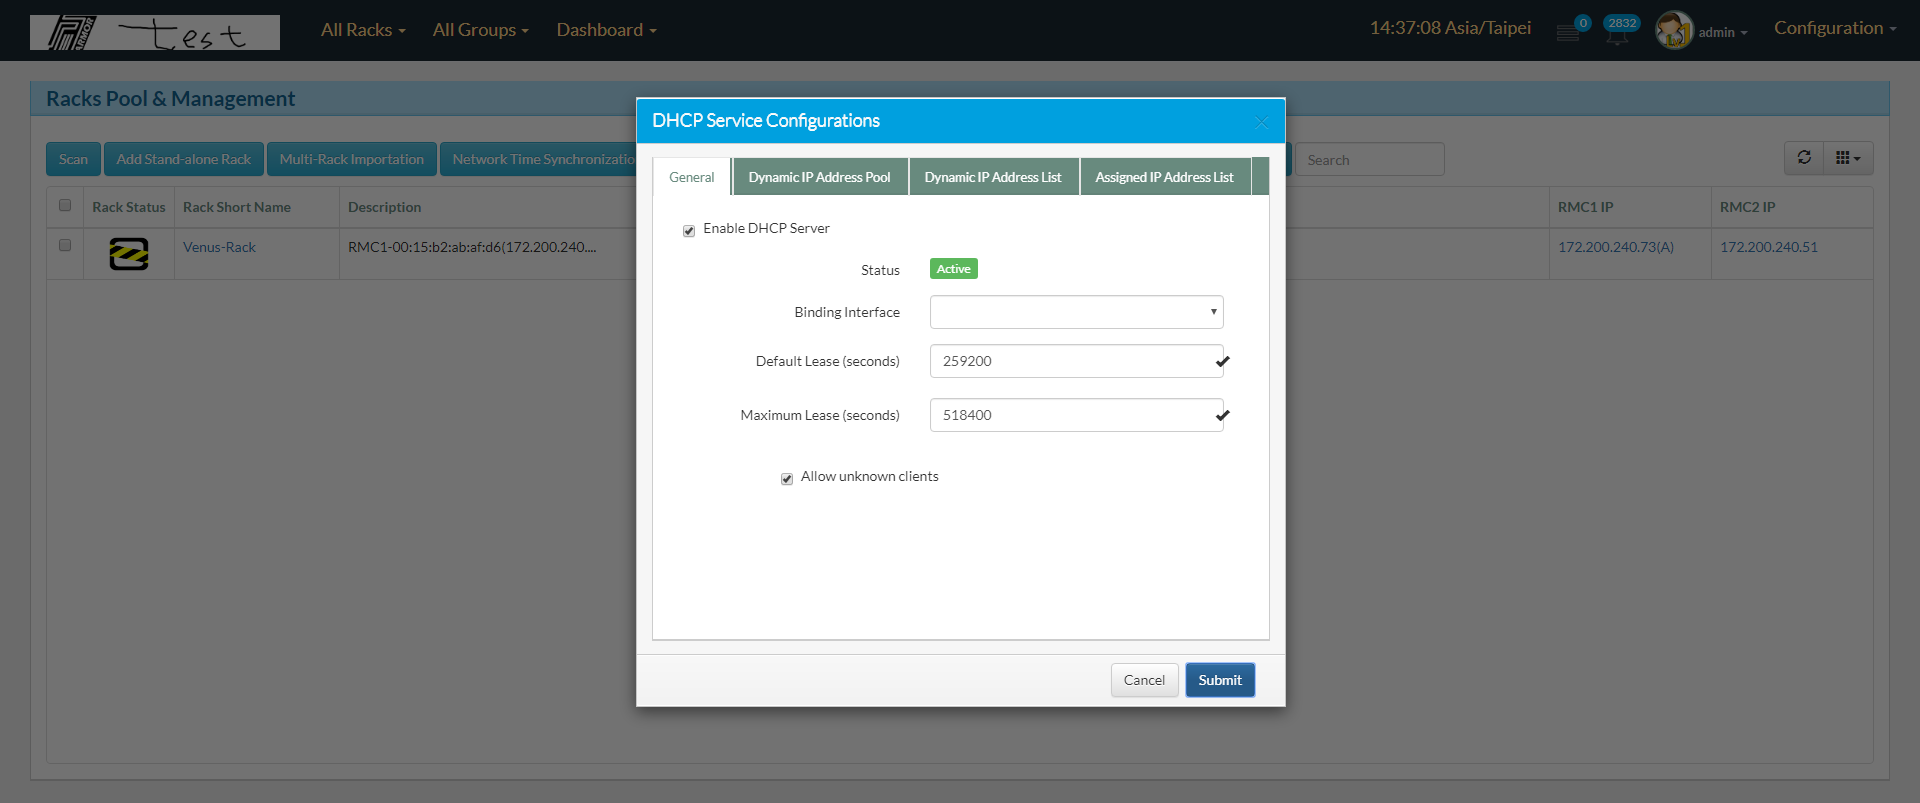 ARMOR test All Racks All Groups Dashboard 14:37:08 Asia/Taipei 0 2832 admin Configuration
Racks Pool & Management
DHCP Service Configurations
Scan Add Stand-alone Rack Multi-Rack Importation Network Time Synchronizatio Search
General Dynamic IP Address Pool Dynamic IP Address List Assigned IP Address List
Rack Status Rack Short Name Description RMC1 IP RMC2 IP
Enable DHCP Server
Venus-Rack RMC1-00:15:b2:ab:af:d6(172.200.240.... 172.200.240.73(A) 172.200.240.51
Status Active
Binding Interface
Default Lease (seconds) 259200
Maximum Lease (seconds) 518400
Allow unknown clients
Cancel Submit